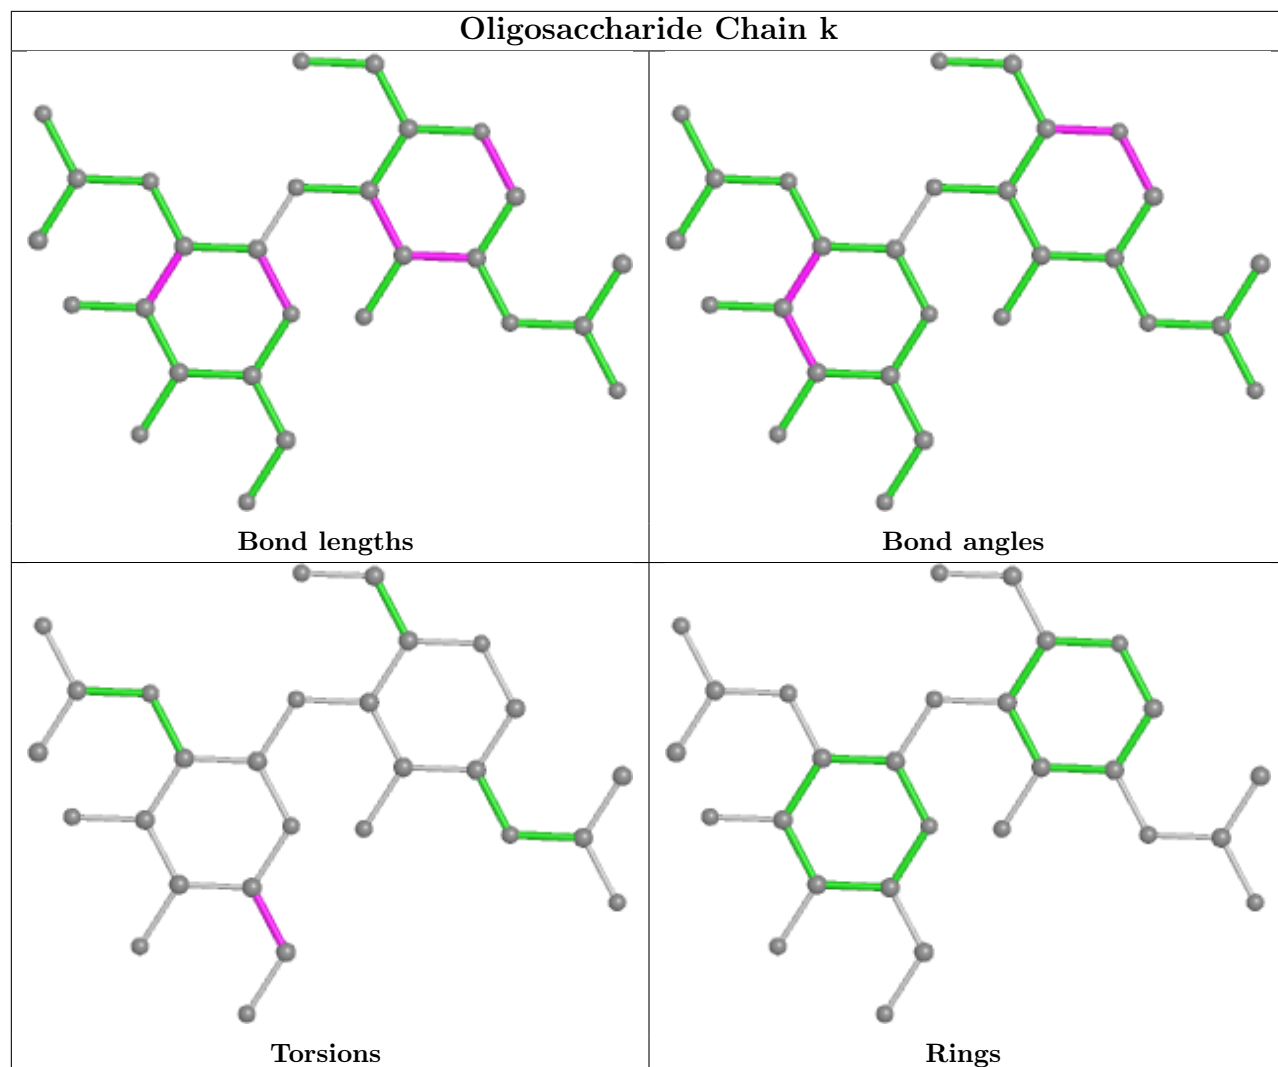 Oligosaccharide Chain k
Bond lengths
Bond angles
Torsions
Rings